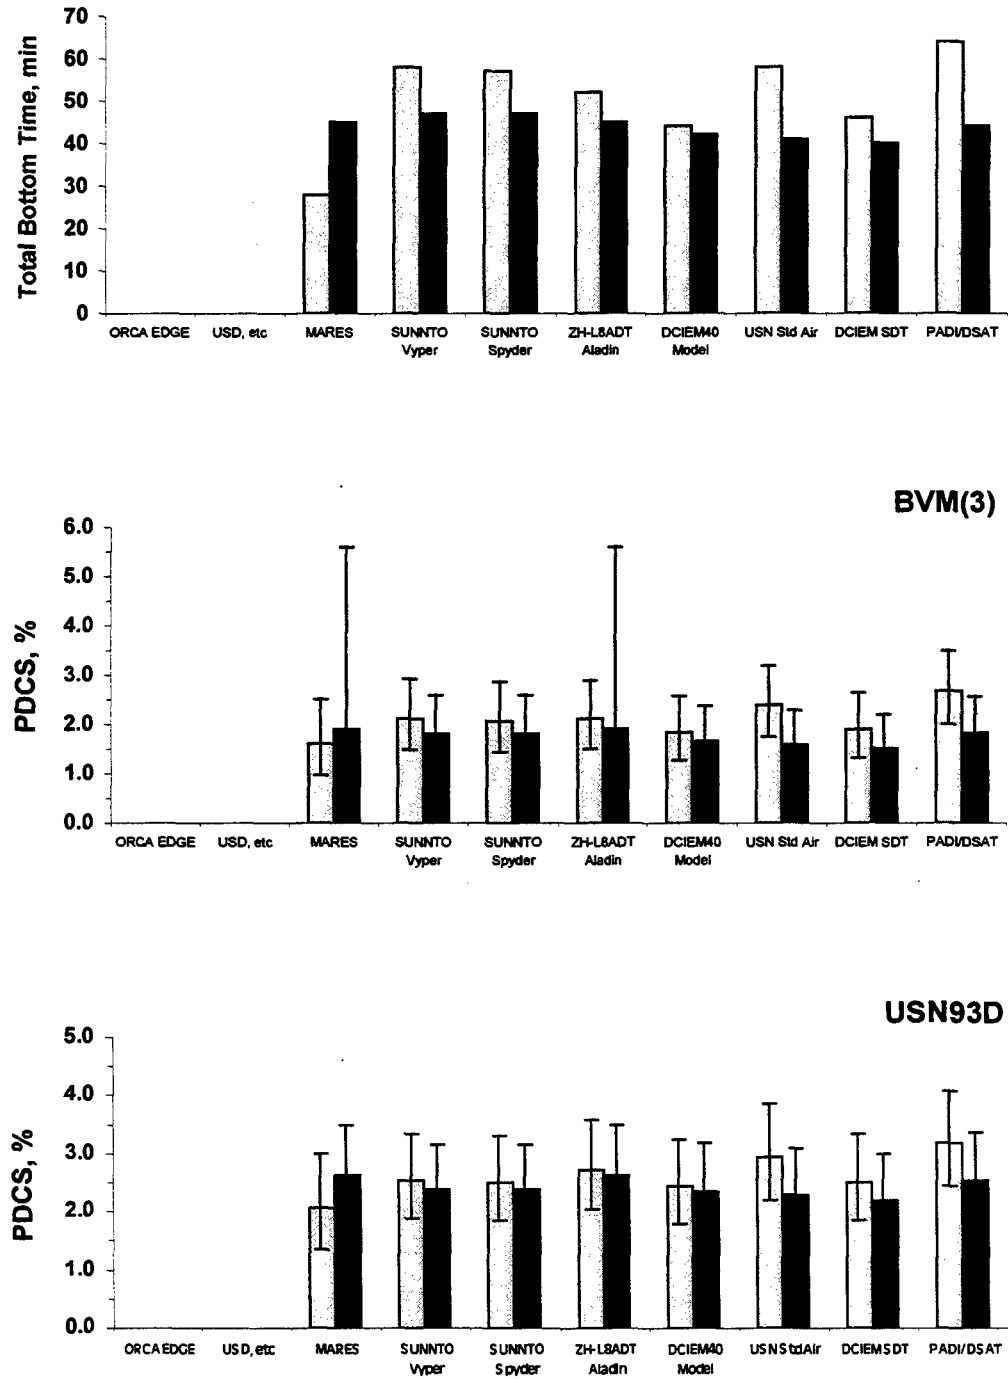 Total Bottom Time, min
70
60
50
40
30
20
10
0
ORCA EDGE USD, etc MARES SUNNTO SUNNTO ZH-L8ADT DCIEM40 USN Std Air DCIEM SDT PADI/DSAT
Vyper Spyder Aladin Model
BVM(3)
PDCS, %
6.0
5.0
4.0
3.0
2.0
1.0
0.0
ORCA EDGE USD, etc MARES SUNNTO SUNNTO ZH-L8ADT DCIEM40 USN Std Air DCIEM SDT PADI/DSAT
Vyper Spyder Aladin Model
USN93D
PDCS, %
5.0
4.0
3.0
2.0
1.0
0.0
ORCA EDGE USD, etc MARES SUNNTO SUNNTO ZH-L8ADT DCIEM40 USN Std Air DCIEM SDT PADI/DSAT
Vyper Spyder Aladin Model